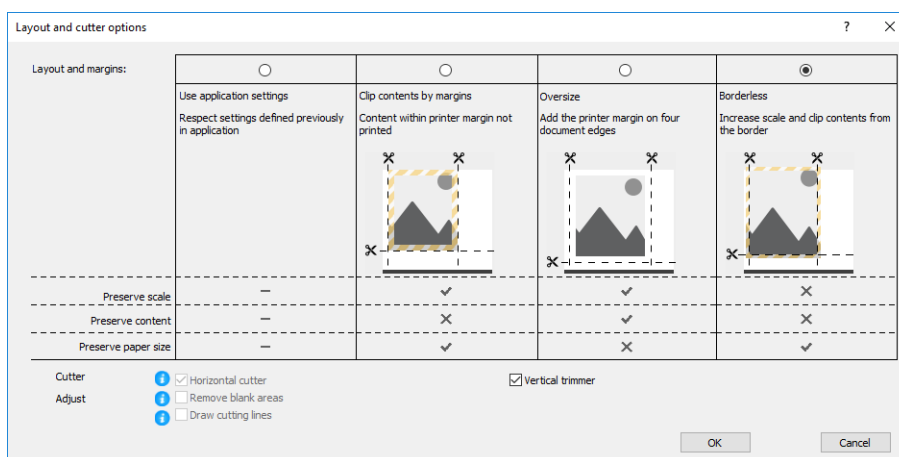 Layout and cutter options
?
Layout and margins:
Use application settings
Clip contents by margins
Oversize
Borderless
Respect settings defined previously
in application
Content within printer margin not
printed
Add the printer margin on four
document edges
Increase scale and clip contents from
the border
Preserve scale
Preserve content
Preserve paper size
Cutter
Horizontal cutter
Vertical trimmer
Adjust
Remove blank areas
Draw cutting lines
OK
Cancel